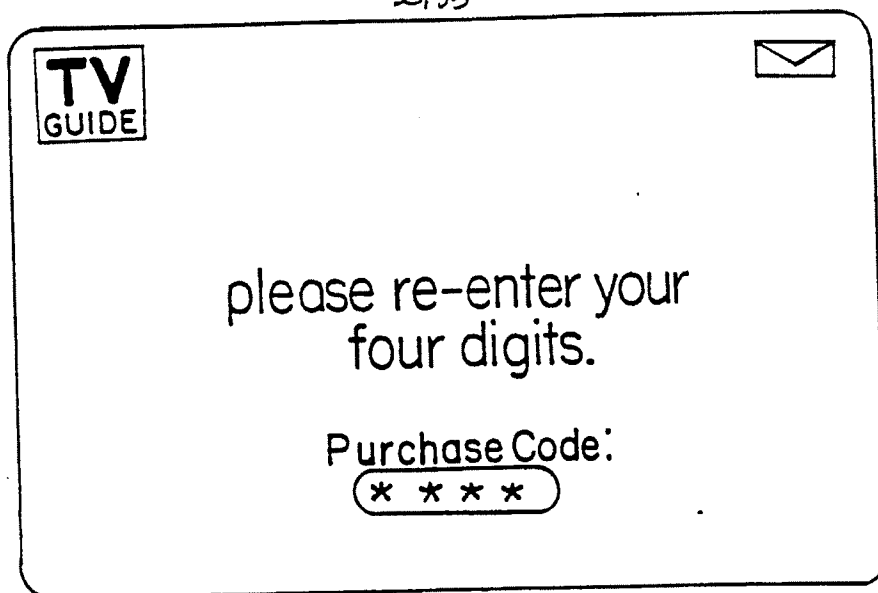 TV
GUIDE
please re-enter your
four digits.
Purchase Code:
* * * *